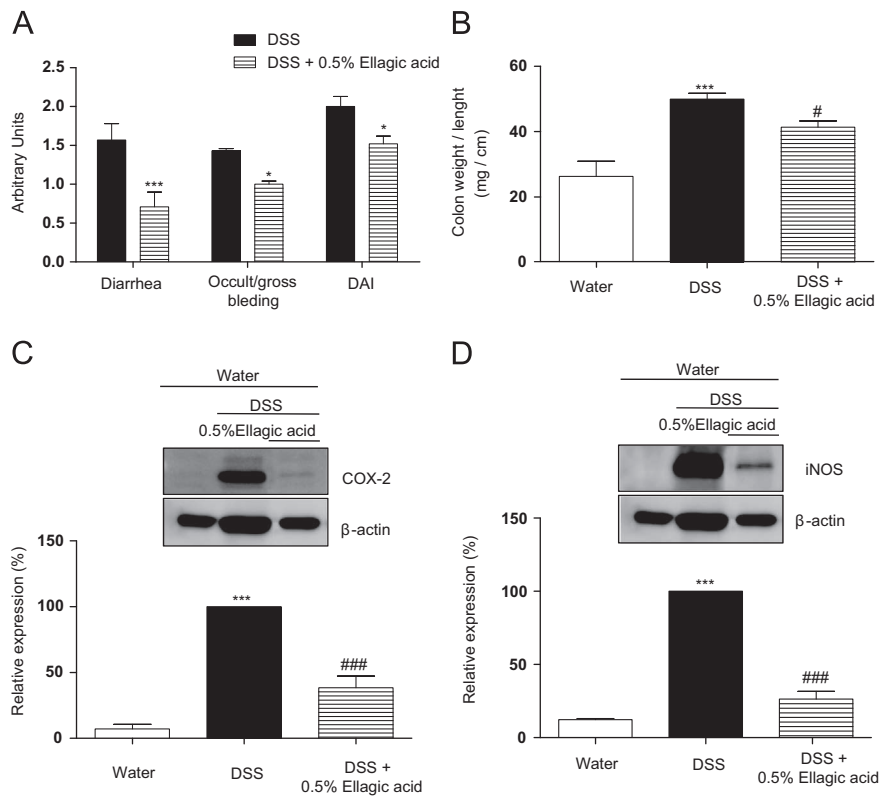 A
DSS
DSS + 0.5% Ellagic acid
Arbitrary Units
2.5
2.0
1.5
1.0
0.5
0.0
***
*
*
Diarrhea
Occult/gross
bleding
DAI
B
Colon weight / lenght
(mg / cm)
60
40
20
0
***
#
Water
DSS
DSS +
0.5% Ellagic acid
C
Water
DSS
0.5%Ellagic acid
COX-2
β-actin
Relative expression (%)
150
100
50
0
***
###
Water
DSS
DSS +
0.5% Ellagic acid
D
Water
DSS
0.5%Ellagic acid
iNOS
β-actin
Relative expression (%)
150
100
50
0
***
###
Water
DSS
DSS +
0.5% Ellagic acid